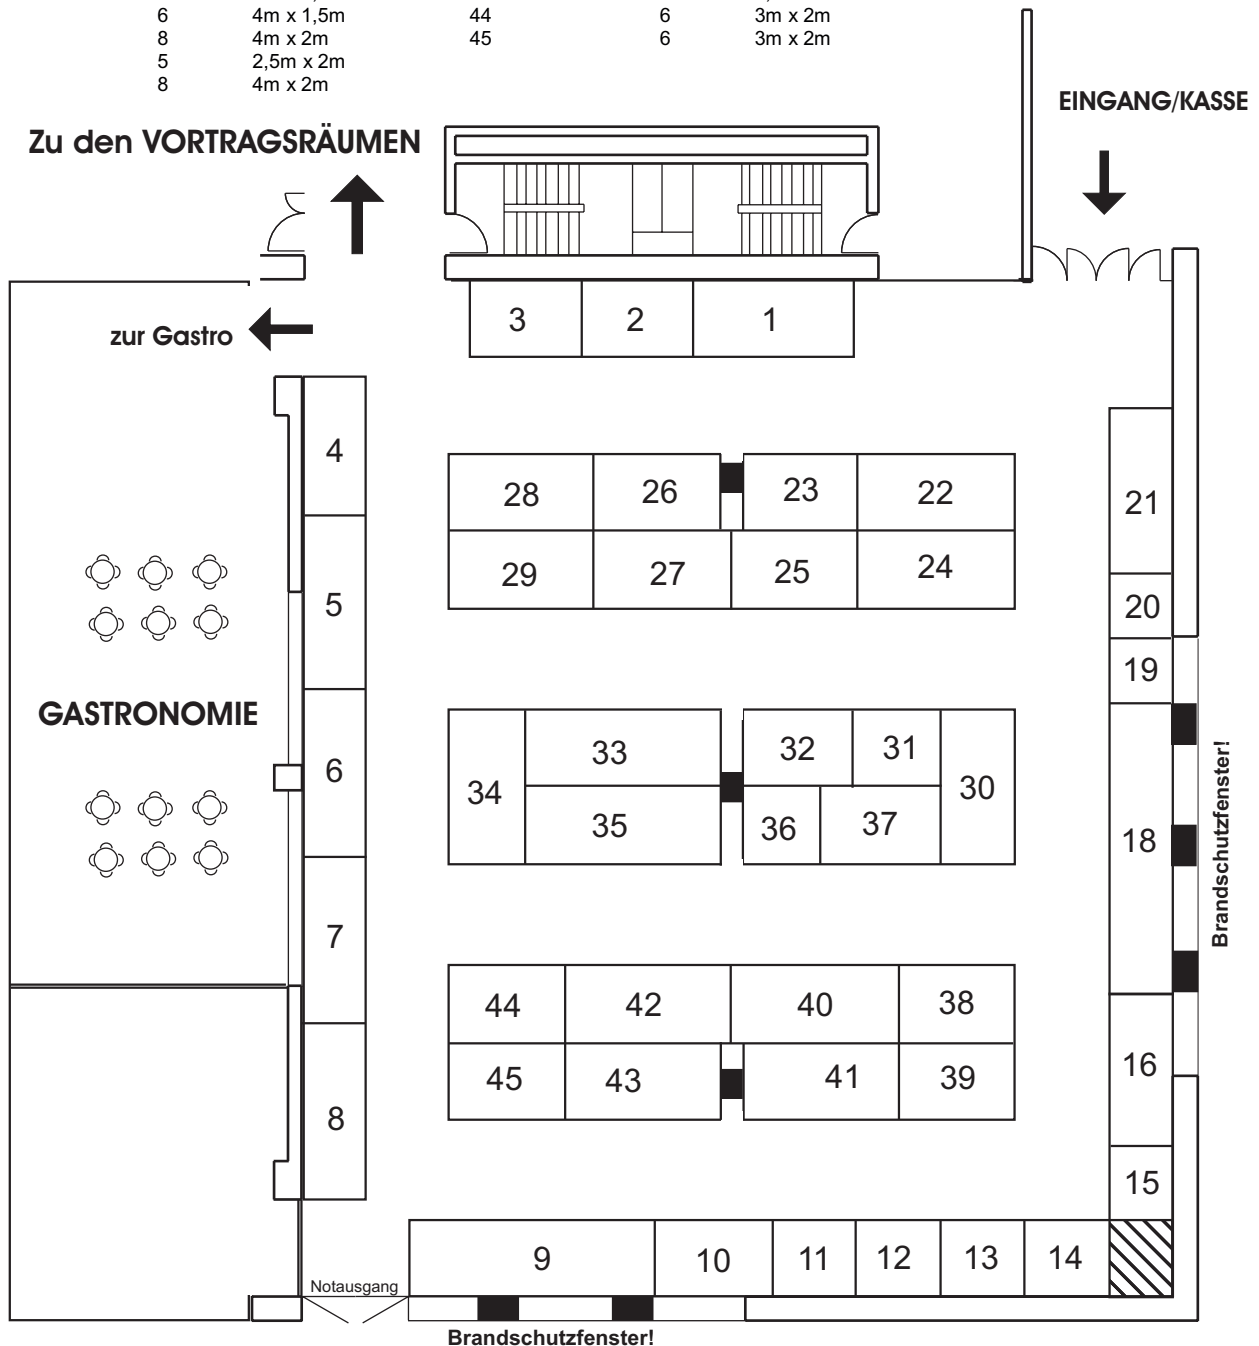 6 4m x 1,5m 44 6 3m x 2m
8 4m x 2m 45 6 3m x 2m
5 2,5m x 2m
8 4m x 2m
EINGANG/KASSE
Zu den VORTRAGSRÄUMEN
zur Gastro
3 2 1
4
28 26 23 22
21
29 27 25 24
5
20
19
GASTRONOMIE
33 32 31
6
34 30
35 36 37
18
Brandschutzfenster!
7
44 42 40 38
16
45 43 41 39
8
15
9 10 11 12 13 14
Notausgang
Brandschutzfenster!